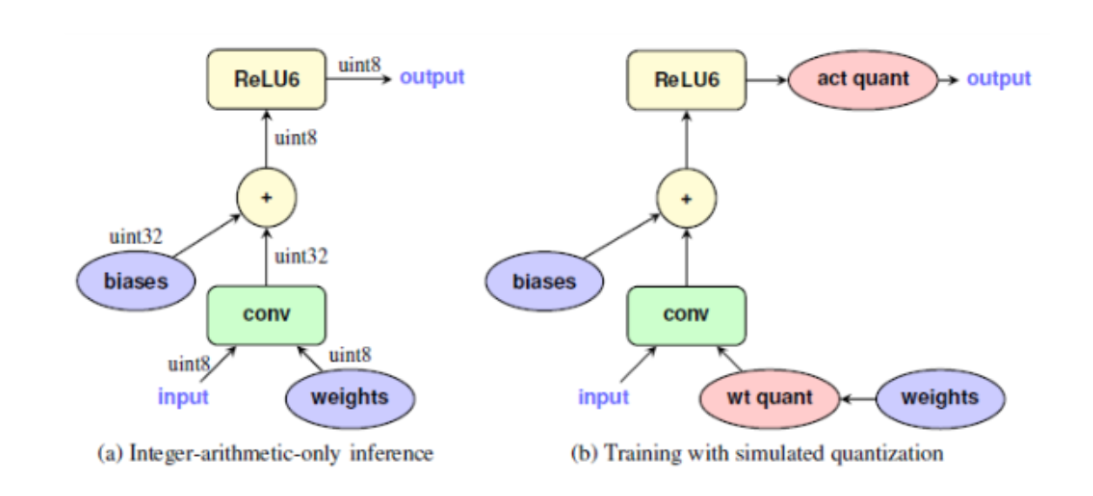 ReLU6
uint8
output
uint8
+
uint32
biases
uint32
conv
uint8
uint8
input
weights
(a) Integer-arithmetic-only inference
ReLU6
act quant
output
+
biases
conv
input
wt quant
weights
(b) Training with simulated quantization